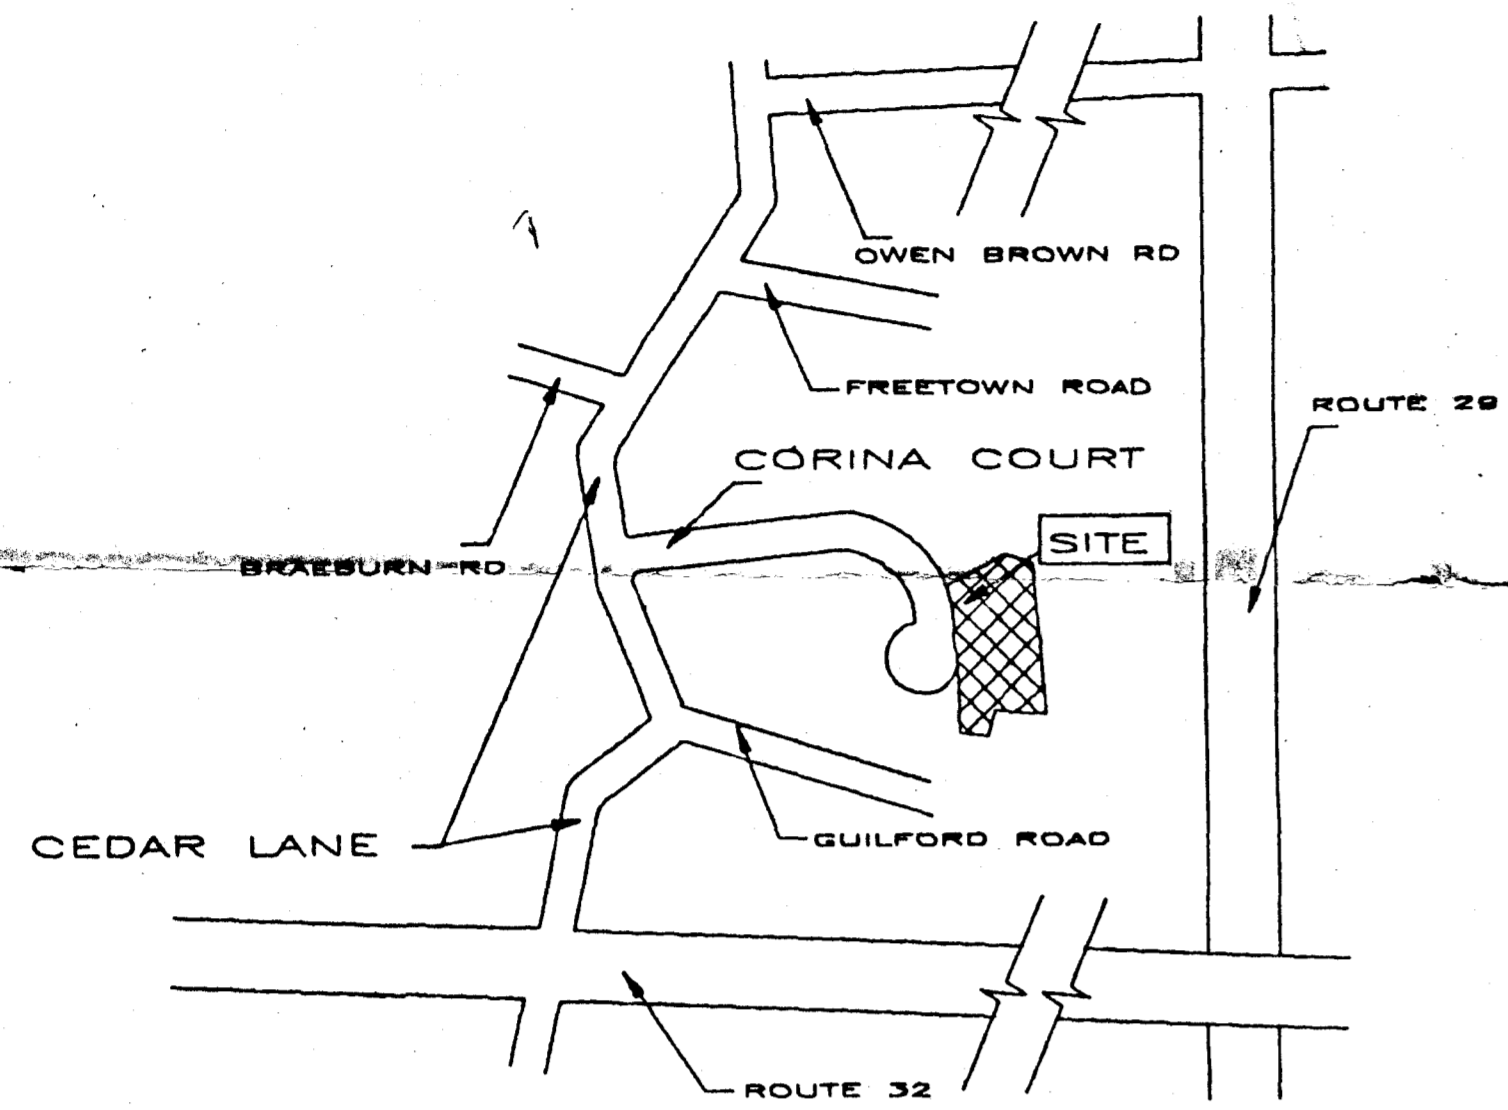 OWEN BROWN RD
FREETOWN ROAD
ROUTE 29
CORINA COURT
SITE
BRAEBURN RD
CEDAR LANE
GUILFORD ROAD
ROUTE 32